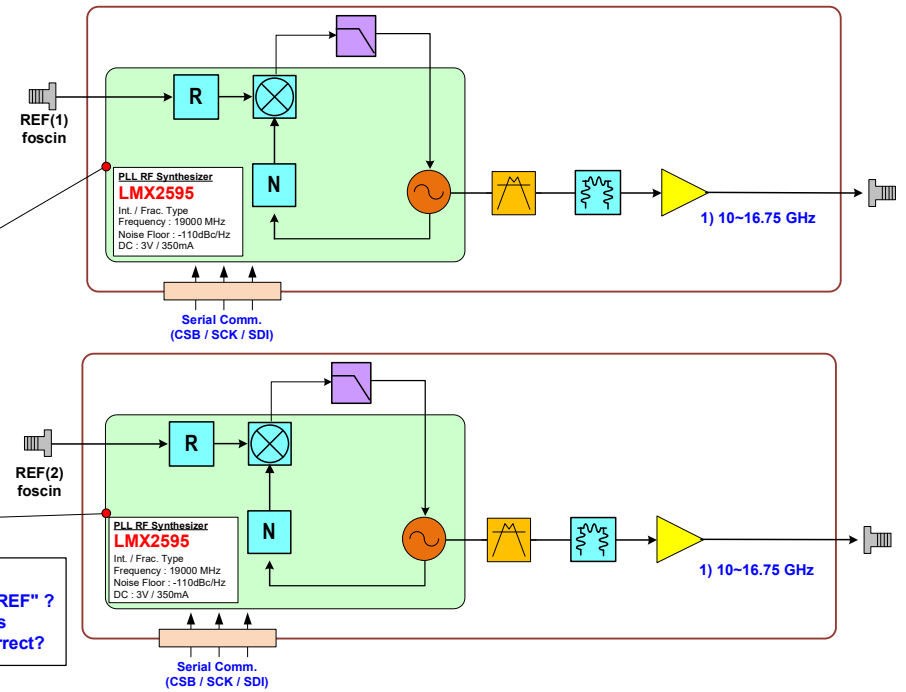 REF(1)
foscin
R
N
PLL RF Synthesizer
LMX2595
Int. / Frac. Type
Frequency : 19000 MHz
Noise Floor : -110dBc/Hz
DC : 3V / 350mA
1) 10~16.75 GHz
Serial Comm.
(CSB / SCK / SDI)
REF(2)
foscin
R
N
PLL RF Synthesizer
LMX2595
Int. / Frac. Type
Frequency : 19000 MHz
Noise Floor : -110dBc/Hz
DC : 3V / 350mA
1) 10~16.75 GHz
Serial Comm.
(CSB / SCK / SDI)
REF" ?